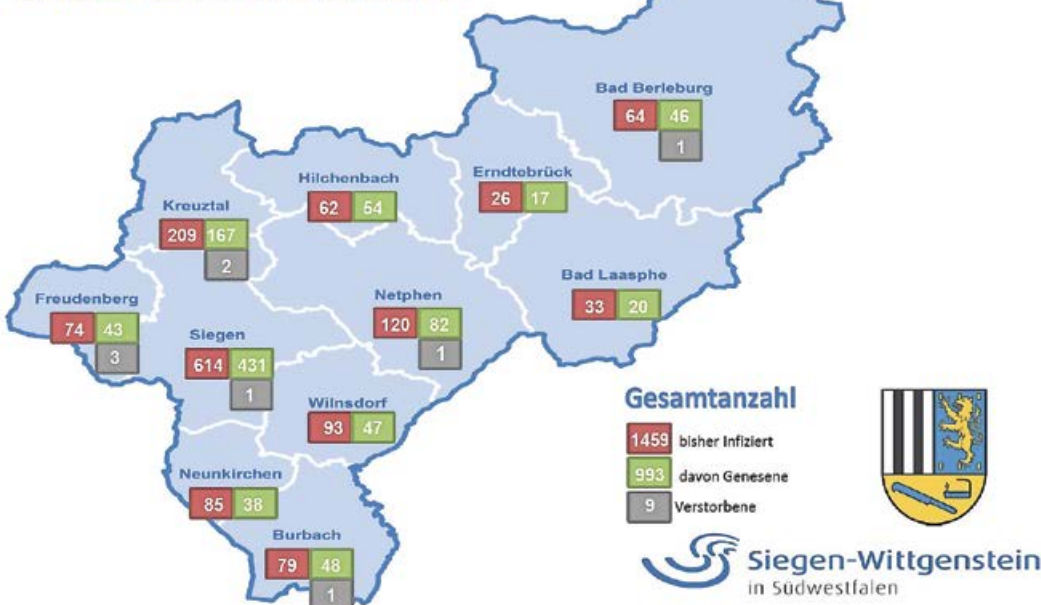 Bad Berleburg
64 46
1
Erndtebrück
26 17
Hilchenbach
62 54
Kreuztal
209 167
2
Bad Laasphe
33 20
Freudenberg
74 43
3
Netphen
120 82
1
Siegen
614 431
1
Wilnsdorf
93 47
Neunkirchen
85 38
Burbach
79 48
1
Gesamtanzahl
1459 bisher Infiziert
993 davon Genesene
9 Verstorbene
Siegen-Wittgenstein
in Südwestfalen